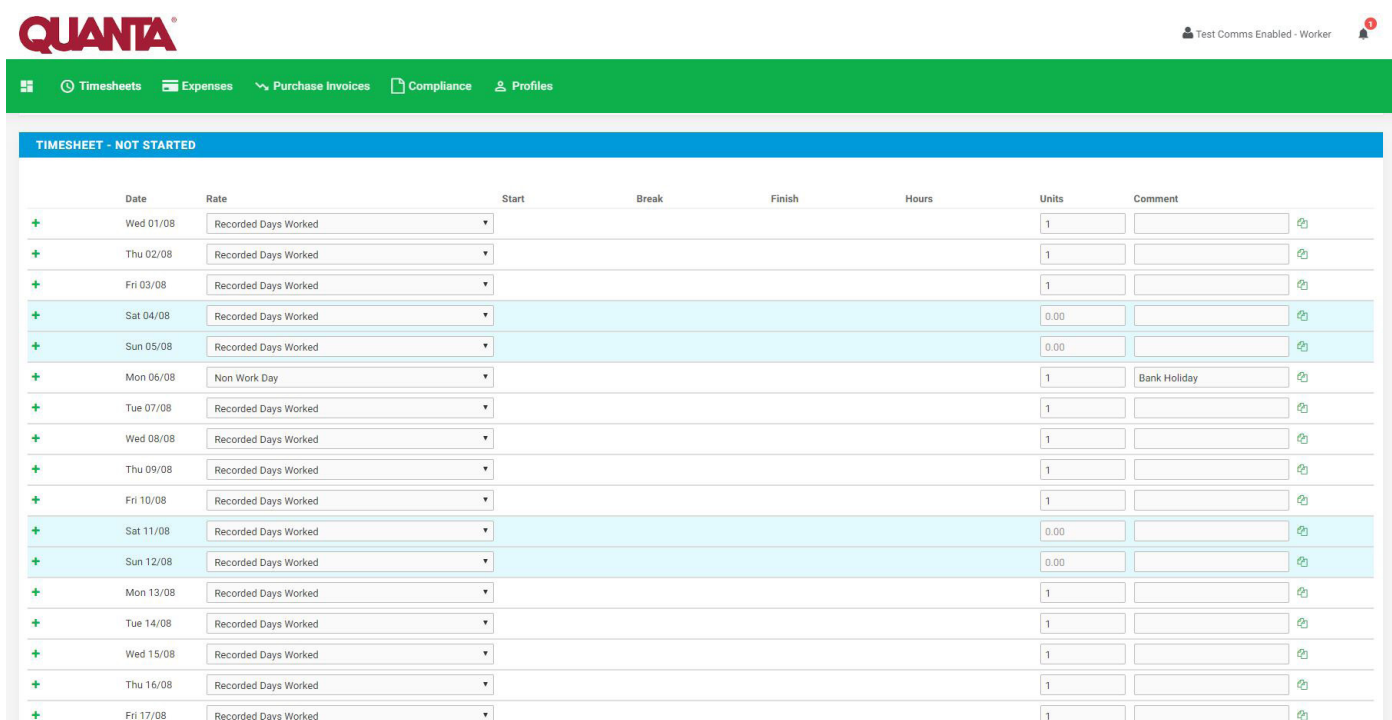 QUANTA®
Test Comms Enabled - Worker 1
Timesheets Expenses Purchase Invoices Compliance Profiles
TIMESHEET - NOT STARTED
Date Rate Start Break Finish Hours Units Comment
Wed 01/08 Recorded Days Worked 1
Thu 02/08 Recorded Days Worked 1
Fri 03/08 Recorded Days Worked 1
Sat 04/08 Recorded Days Worked 0.00
Sun 05/08 Recorded Days Worked 0.00
Mon 06/08 Non Work Day 1 Bank Holiday
Tue 07/08 Recorded Days Worked 1
Wed 08/08 Recorded Days Worked 1
Thu 09/08 Recorded Days Worked 1
Fri 10/08 Recorded Days Worked 1
Sat 11/08 Recorded Days Worked 0.00
Sun 12/08 Recorded Days Worked 0.00
Mon 13/08 Recorded Days Worked 1
Tue 14/08 Recorded Days Worked 1
Wed 15/08 Recorded Days Worked 1
Thu 16/08 Recorded Days Worked 1
Fri 17/08 Recorded Days Worked 1